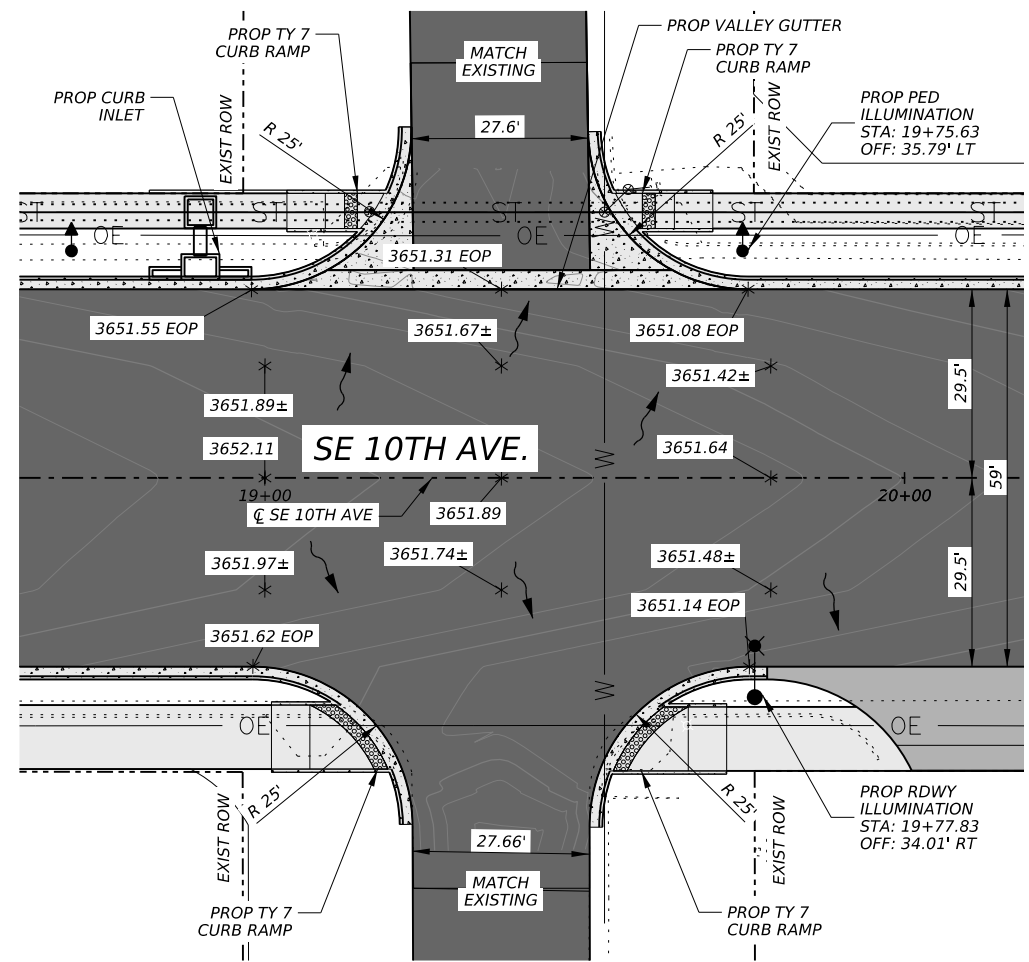 PROP VALLEY GUTTER
PROP TY 7
CURB RAMP
MATCH
EXISTING
PROP TY 7
CURB RAMP
PROP CURB
INLET
EXIST ROW
R 25'
27.6'
R 25'
EXIST ROW
PROP PED
ILLUMINATION
STA: 19+75.63
OFF: 35.79' LT
ST
ST
ST
ST
ST
OE
OE
OE
W
3651.31 EOP
3651.55 EOP
3651.67±
3651.08 EOP
3651.89±
3651.42±
29.5'
3652.11
SE 10TH AVE.
3651.64
W
59'
19+00
20+00
℄ SE 10TH AVE
3651.89
3651.97±
3651.74±
3651.48±
29.5'
3651.14 EOP
3651.62 EOP
W
OE
OE
R 25'
R 25'
EXIST ROW
EXIST ROW
PROP RDWY
ILLUMINATION
STA: 19+77.83
OFF: 34.01' RT
27.66'
MATCH
EXISTING
PROP TY 7
CURB RAMP
PROP TY 7
CURB RAMP